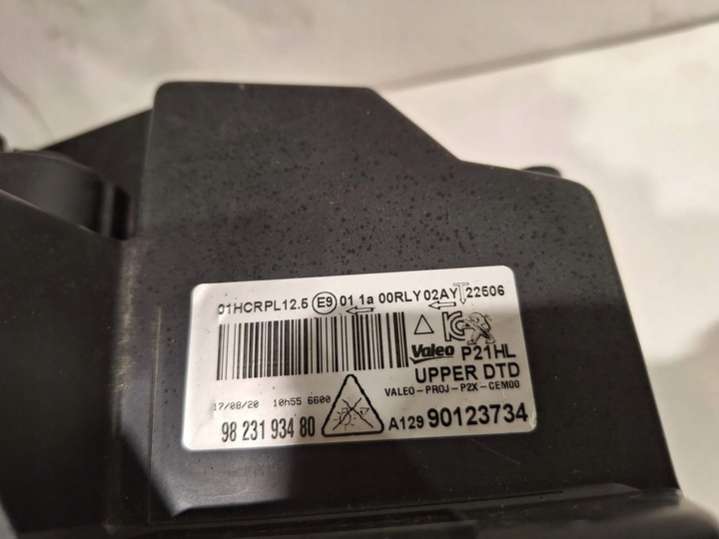 01HCRPL12.5 E9 01 1a 00RLY 02AY 22506
Valeo P21HL
UPPER DTD
VALEO-PROJ-P2X-CEM00
17/08/20 10h55 6600
98 231 934 80
A129 90123734